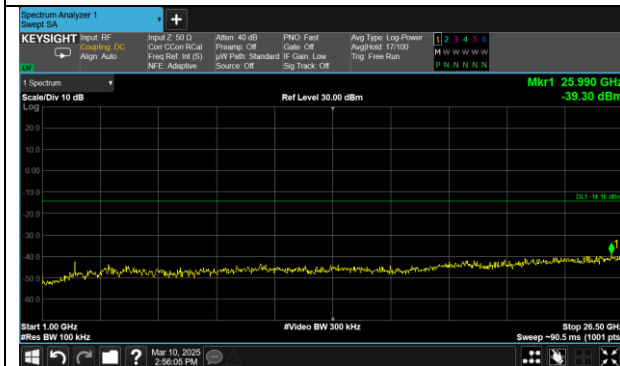 Spectrum Analyzer 1
Swept SA
+
KEYSIGHT
Input: RF
Coupling: DC
Align: Auto
Input Z: 50 Ω
Corr CCorr RCal
Freq Ref: Int (S)
NFE: Adaptive
Atten: 40 dB
Preamp: Off
µW Path: Standard
Source: Off
PNO: Fast
Gate: Off
IF Gain: Low
Sig Track: Off
Avg Type: Log-Power
Avg|Hold: 17/100
Trig: Free Run
1 2 3 4 5 6
M W W W W W
P N N N N N
1 Spectrum
Mkr1 25.990 GHz
Scale/Div 10 dB
Ref Level 30.00 dBm
-39.30 dBm
Log
20.0
10.0
0.00
-10.0
DL1 -14.16 dBm
-20.0
-30.0
1
-40.0
-50.0
-60.0
Start 1.00 GHz
#Video BW 300 kHz
Stop 26.50 GHz
#Res BW 100 kHz
Sweep ~90.5 ms (1001 pts)
?
Mar 10, 2025
2:56:05 PM